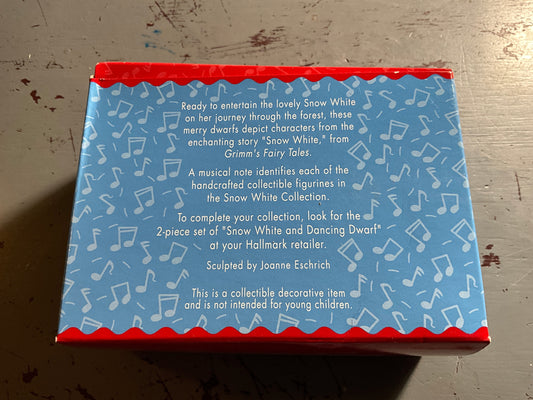 Ready to entertain the lovely Snow White
on her journey through the forest, these
merry dwarfs depict characters from the
enchanting story "Snow White," from
Grimm's Fairy Tales.
A musical note identifies each of the
handcrafted collectible figurines in
the Snow White Collection.
To complete your collection, look for the
2-piece set of "Snow White and Dancing Dwarf"
at your Hallmark retailer.
Sculpted by Joanne Eschrich
This is a collectible decorative item
and is not intended for young children.